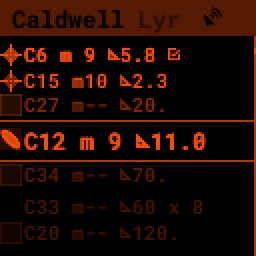 Caldwell Lyr
C6 m 9 ⊾5.8
C15 m10 ⊾2.3
C27 m-- ⊾20.
C12 m 9 ⊾11.0
C34 m-- ⊾70.
C33 m-- ⊾60 x 8
C20 m-- ⊾120.